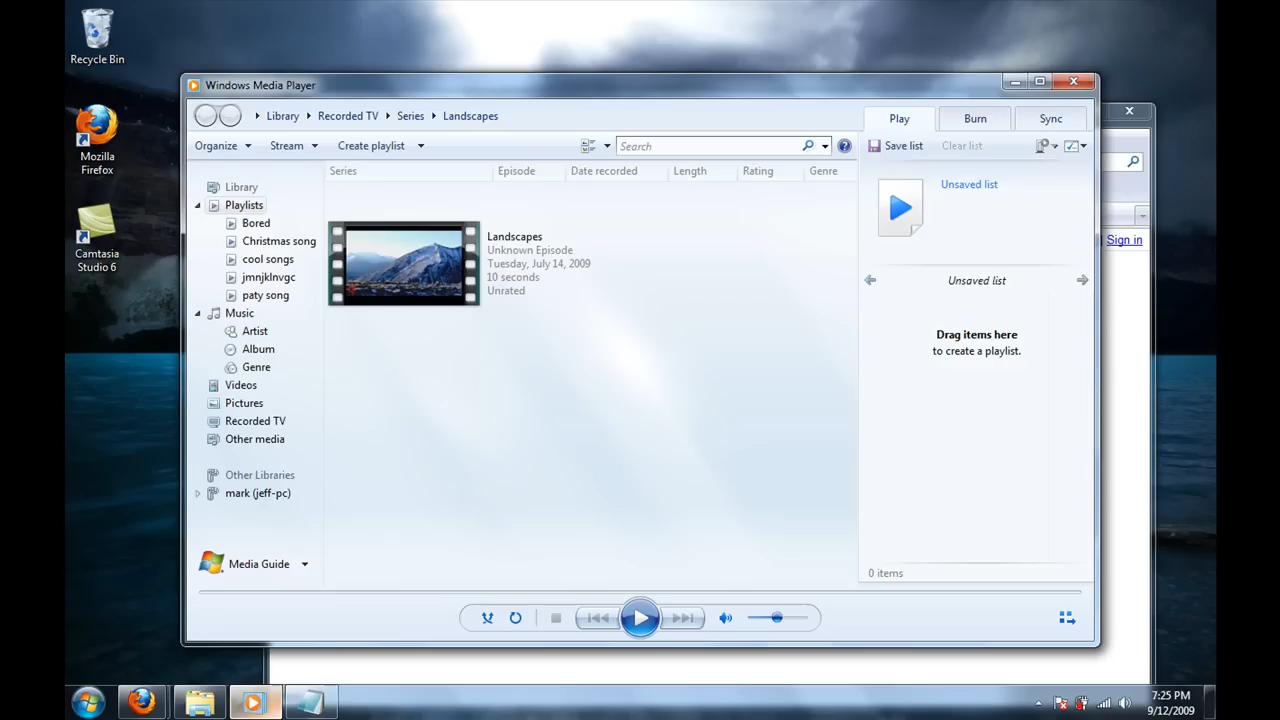 Recycle Bin
Mozilla
Firefox
Camtasia
Studio 6
Windows Media Player
Library
Recorded TV
Series
Landscapes
Play
Burn
Sync
Organize
Stream
Create playlist
Search
Save list
Clear list
Series
Episode
Date recorded
Length
Rating
Genre
Library
Playlists
Bored
Christmas song
cool songs
jmnjklnvgc
paty song
Music
Artist
Album
Genre
Videos
Pictures
Recorded TV
Other media
Other Libraries
mark (jeff-pc)
Media Guide
Landscapes
Unknown Episode
Tuesday, July 14, 2009
10 seconds
Unrated
Unsaved list
Unsaved list
Drag items here
to create a playlist.
0 items
Sign in
7:25 PM
9/12/2009